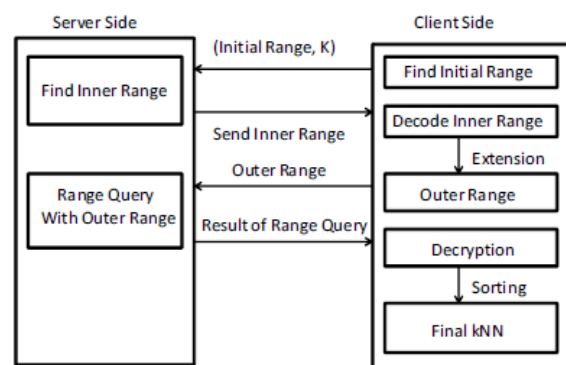 Server Side
Client Side
(Initial Range, K)
Find Inner Range
Find Initial Range
Send Inner Range
Decode Inner Range
Extension
Outer Range
Outer Range
Range Query
With Outer Range
Result of Range Query
Decryption
Sorting
Final kNN